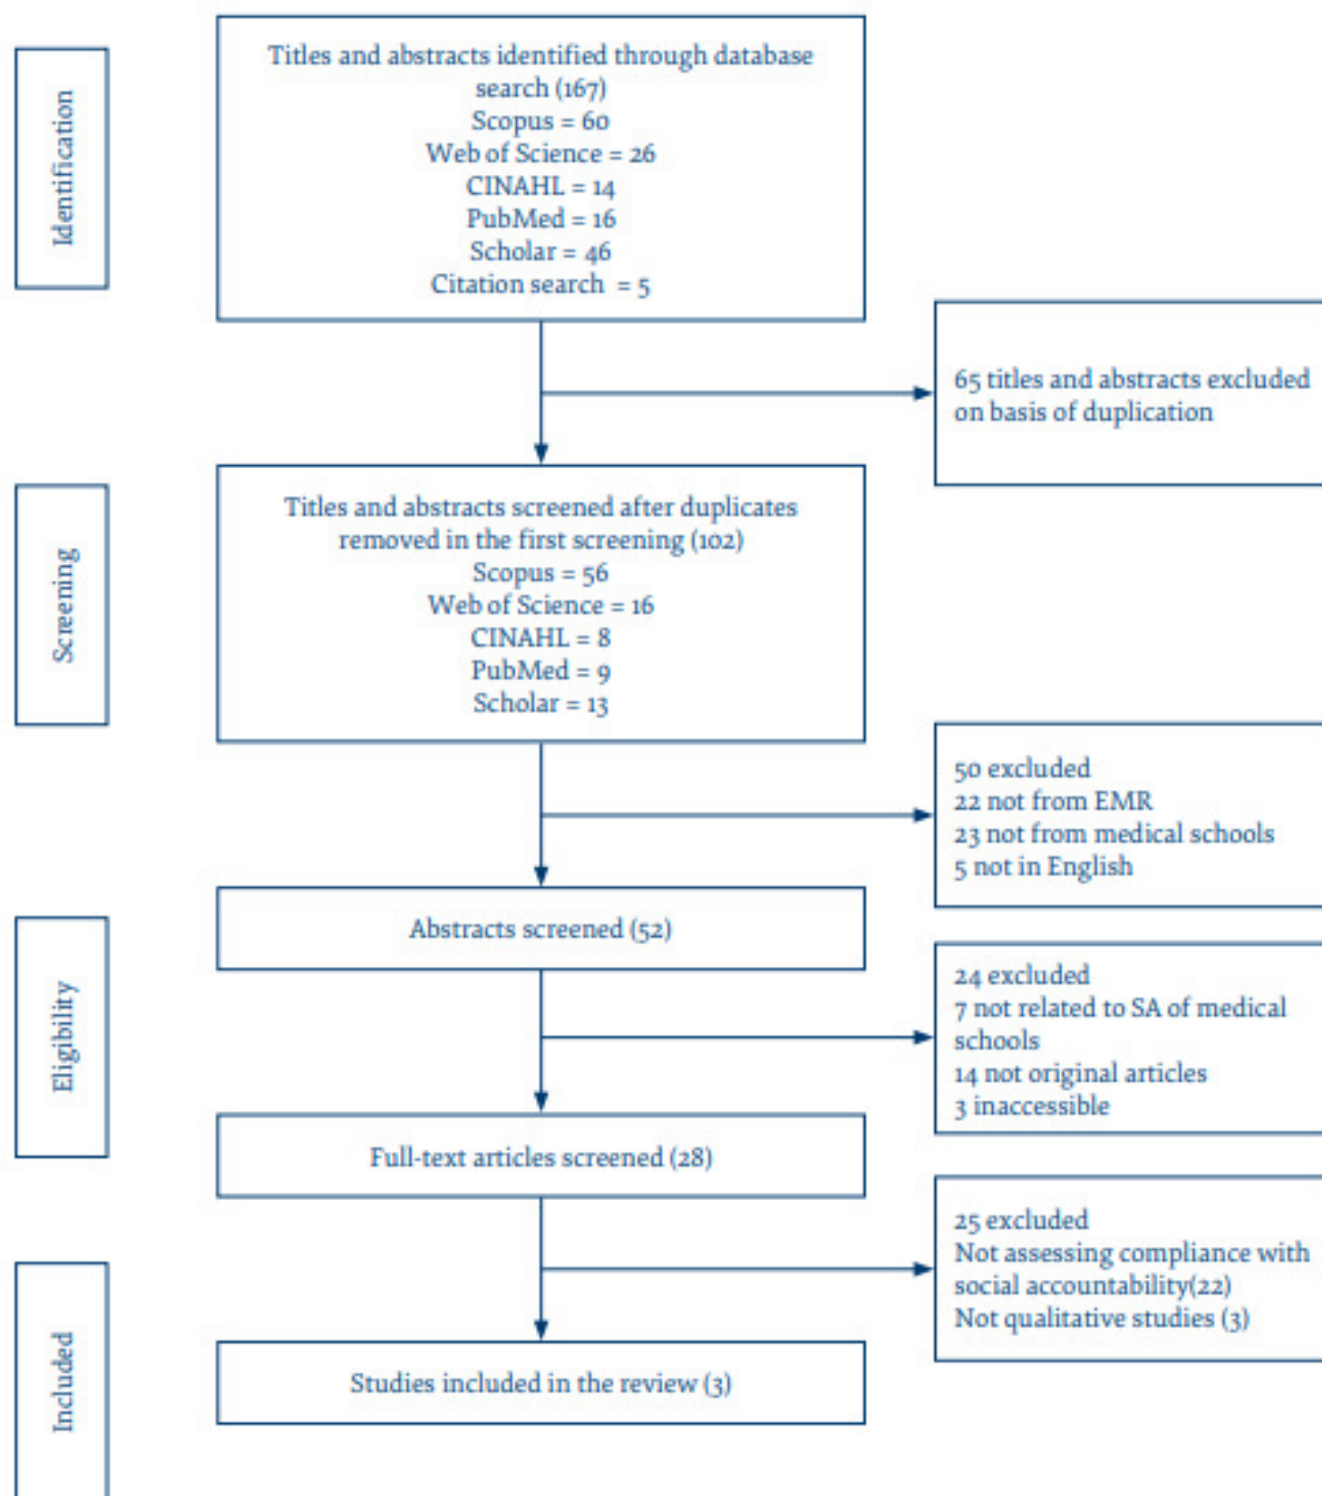 Identification
Titles and abstracts identified through database
search (167)
Scopus = 60
Web of Science = 26
CINAHL = 14
PubMed = 16
Scholar = 46
Citation search = 5
65 titles and abstracts excluded
on basis of duplication
Screening
Titles and abstracts screened after duplicates
removed in the first screening (102)
Scopus = 56
Web of Science = 16
CINAHL = 8
PubMed = 9
Scholar = 13
50 excluded
22 not from EMR
23 not from medical schools
5 not in English
Eligibility
Abstracts screened (52)
24 excluded
7 not related to SA of medical
schools
14 not original articles
3 inaccessible
Full-text articles screened (28)
25 excluded
Not assessing compliance with
social accountability(22)
Not qualitative studies (3)
Included
Studies included in the review (3)